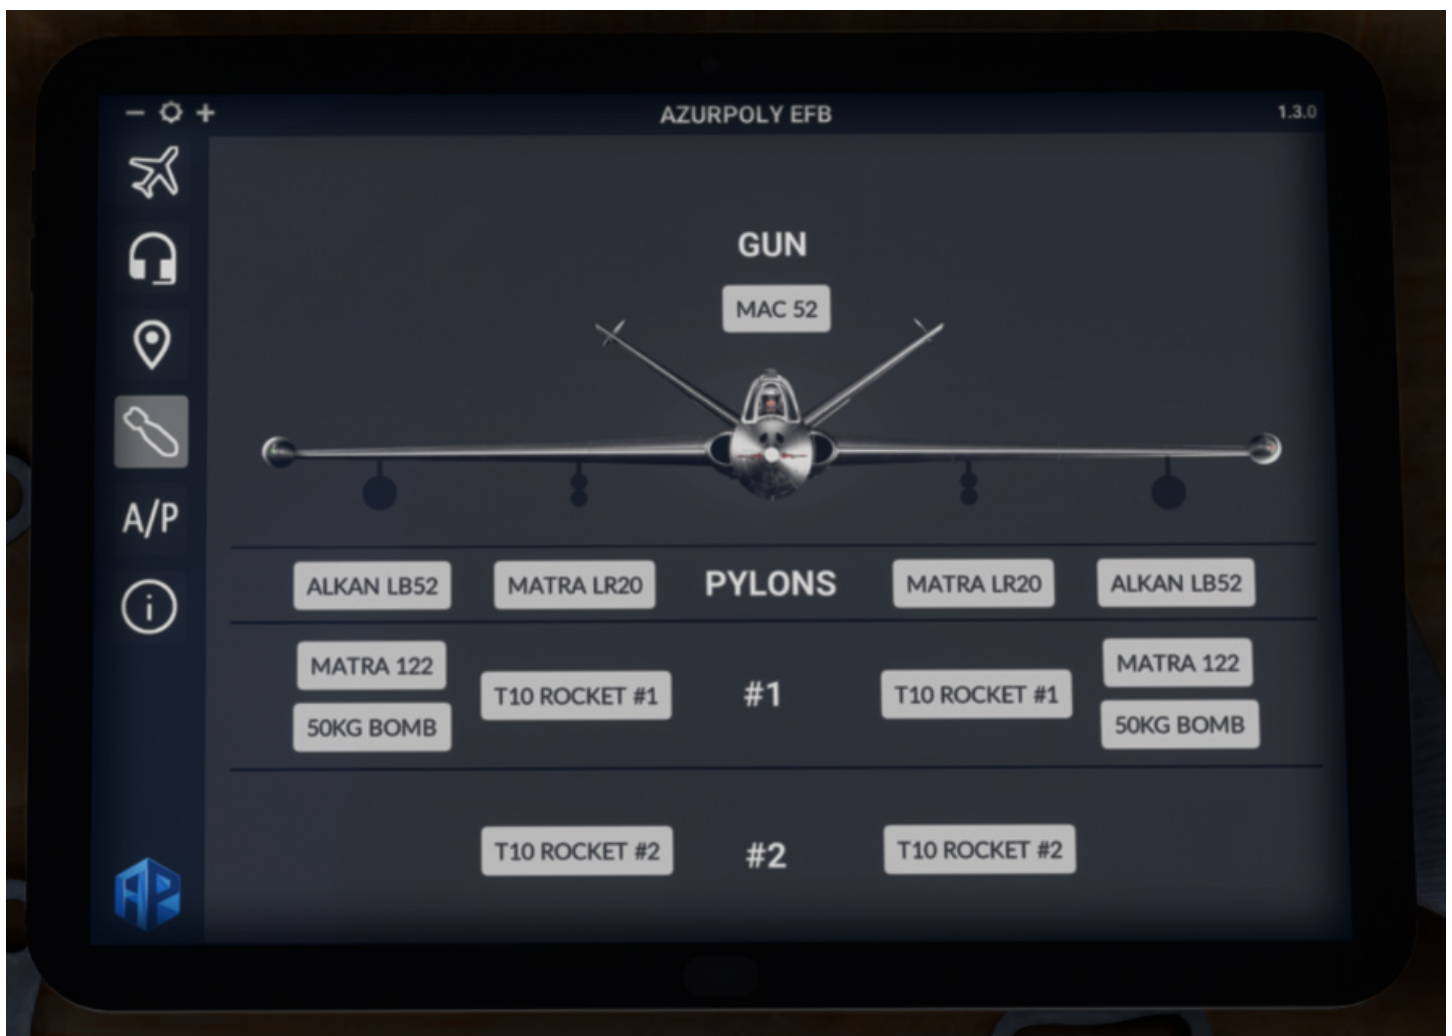 AZURPOLY EFB 1.3.0
GUN
MAC 52
A/P
ALKAN LB52 MATRA LR20 PYLONS MATRA LR20 ALKAN LB52
MATRA 122 MATRA 122
T10 ROCKET #1 #1 T10 ROCKET #1
50KG BOMB 50KG BOMB
T10 ROCKET #2 #2 T10 ROCKET #2
AP